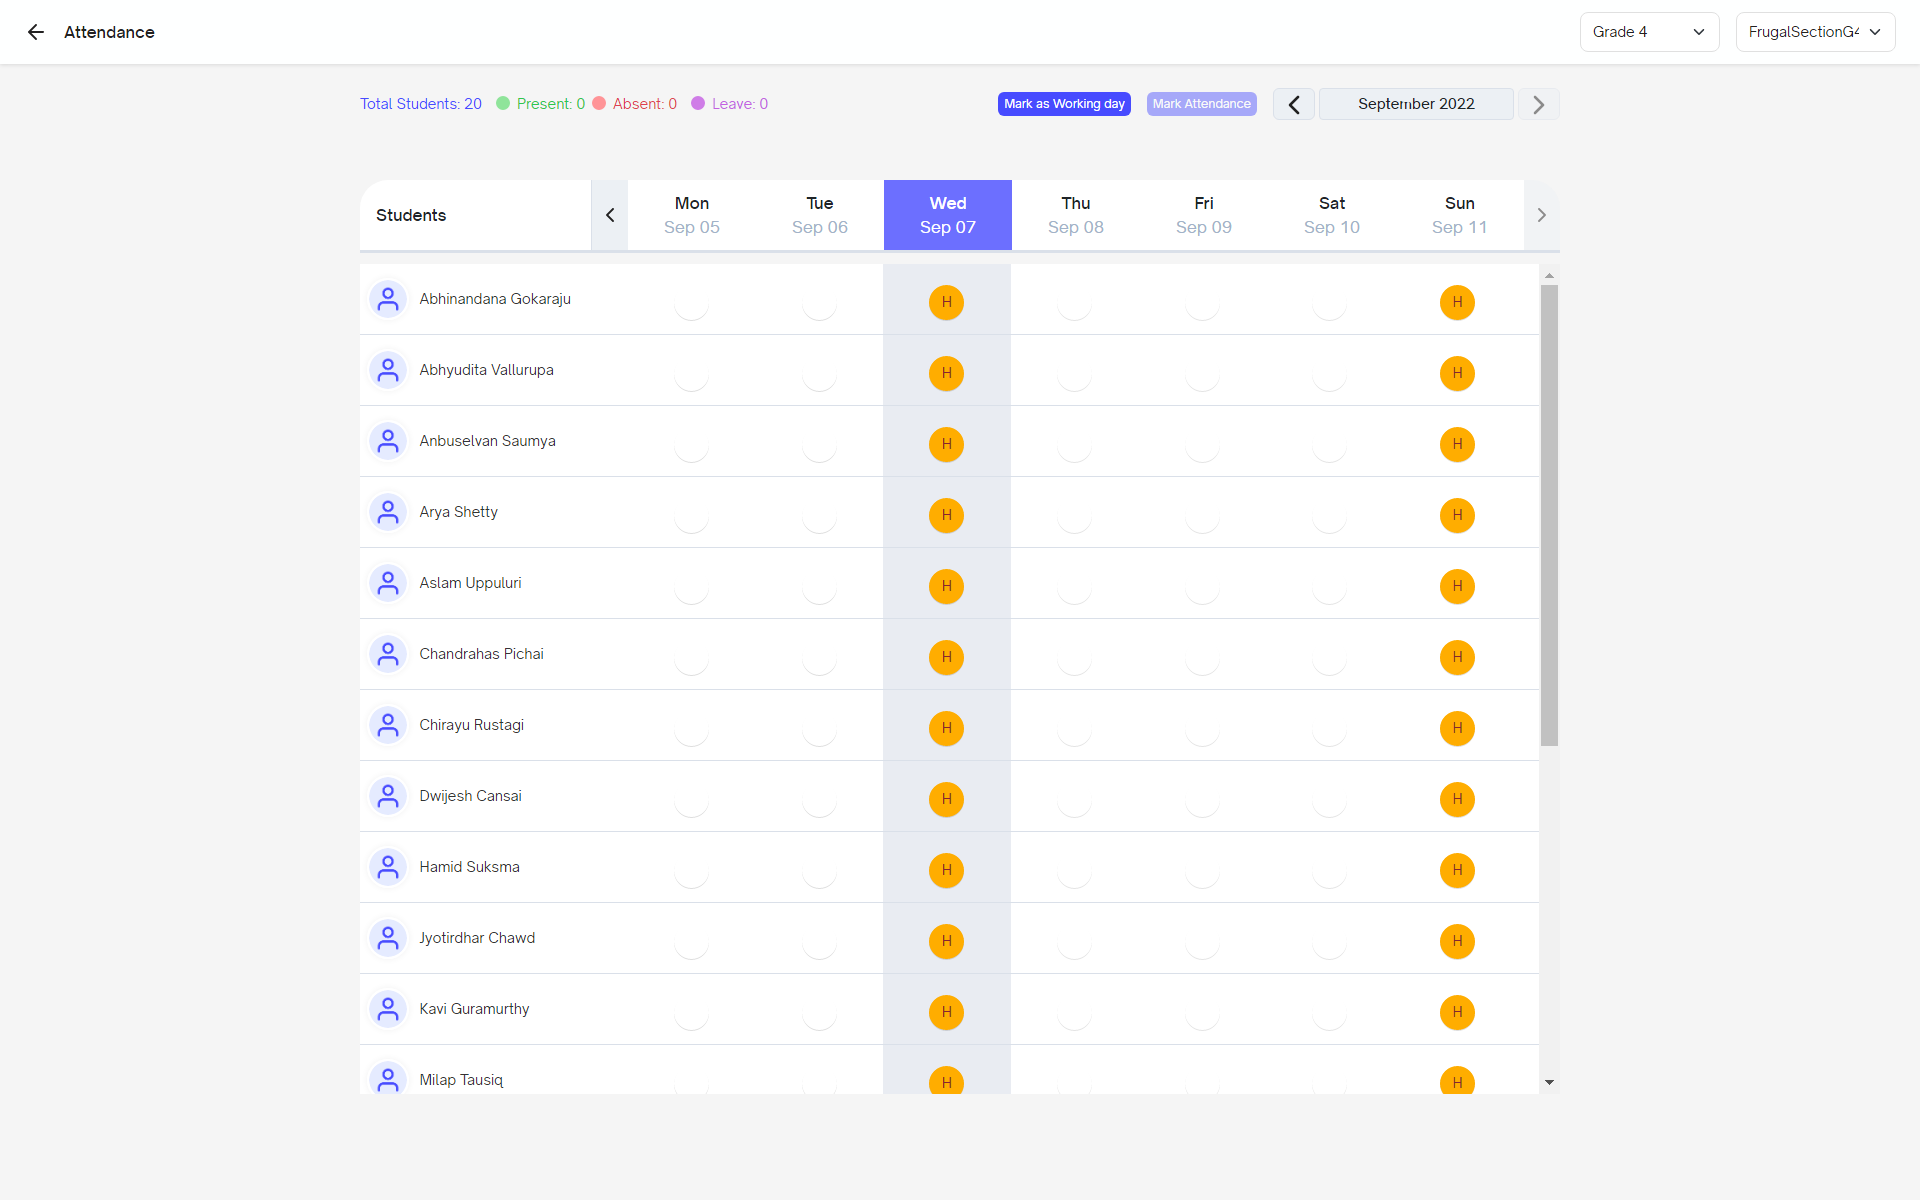 Attendance
Grade 4
FrugalSectionG4
Total Students: 20 Present: 0 Absent: 0 Leave: 0
Mark as Working day
Mark Attendance
September 2022
Students
Mon Tue Wed Thu Fri Sat Sun
Sep 05 Sep 06 Sep 07 Sep 08 Sep 09 Sep 10 Sep 11
Abhinandana Gokaraju H H
Abhyudita Vallurupa H H
Anbuselvan Saumya H H
Arya Shetty H H
Aslam Uppuluri H H
Chandrahas Pichai H H
Chirayu Rustagi H H
Dwijesh Cansai H H
Hamid Suksma H H
Jyotirdhar Chawd H H
Kavi Guramurthy H H
Milap Tausiq H H